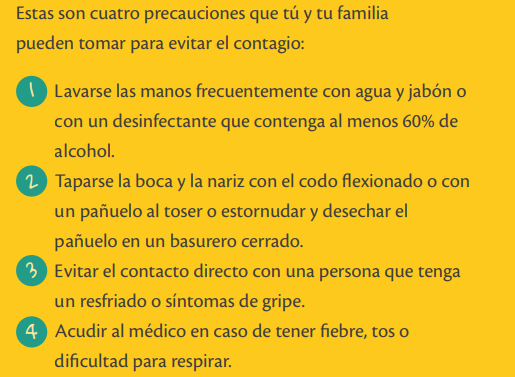 Estas son cuatro precauciones que tú y tu familia
pueden tomar para evitar el contagio:
1 Lavarse las manos frecuentemente con agua y jabón o
con un desinfectante que contenga al menos 60% de
alcohol.
2 Taparse la boca y la nariz con el codo flexionado o con
un pañuelo al toser o estornudar y desechar el
pañuelo en un basurero cerrado.
3 Evitar el contacto directo con una persona que tenga
un resfriado o síntomas de gripe.
4 Acudir al médico en caso de tener fiebre, tos o
dificultad para respirar.